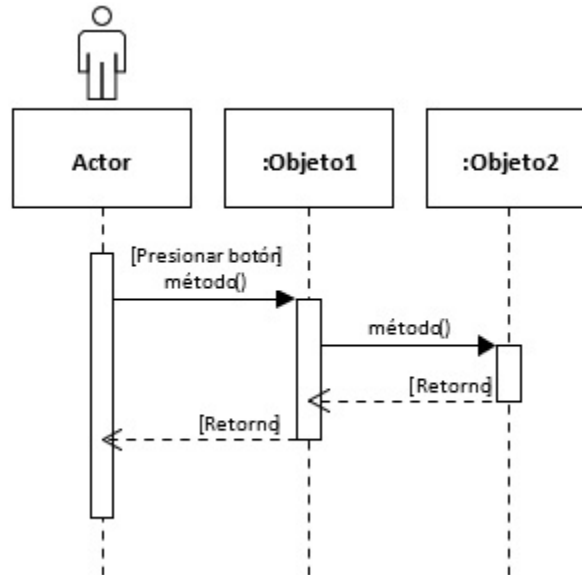 Actor
:Objeto1
:Objeto2
[Presionar botón]
método()
método()
[Retorno]
[Retorno]